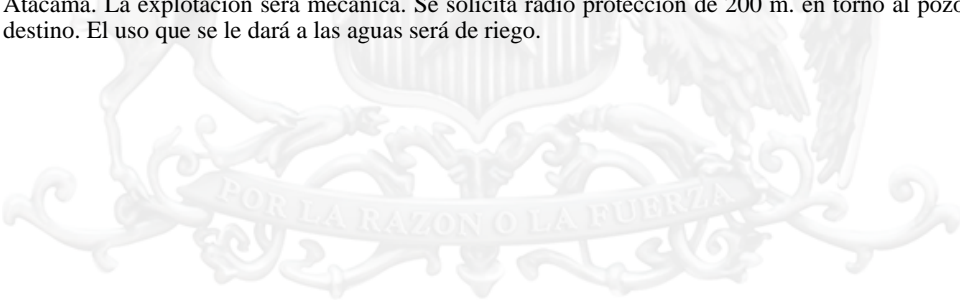 Atacama. La explotación será mecánica. Se solicita radio protección de 200 m. en torno al pozo
destino. El uso que se le dará a las aguas será de riego.
POR LA RAZON O LA FUERZA